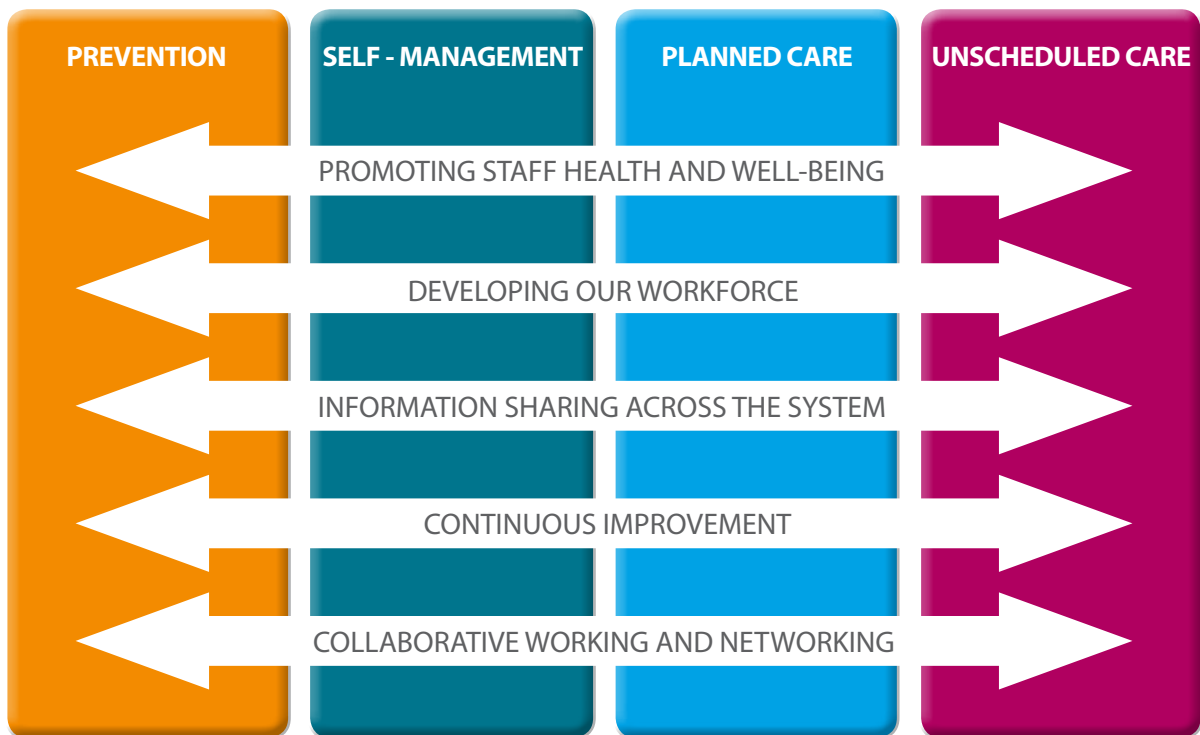 PREVENTION
SELF - MANAGEMENT
PLANNED CARE
UNSCHEDULED CARE
PROMOTING STAFF HEALTH AND WELL-BEING
DEVELOPING OUR WORKFORCE
INFORMATION SHARING ACROSS THE SYSTEM
CONTINUOUS IMPROVEMENT
COLLABORATIVE WORKING AND NETWORKING